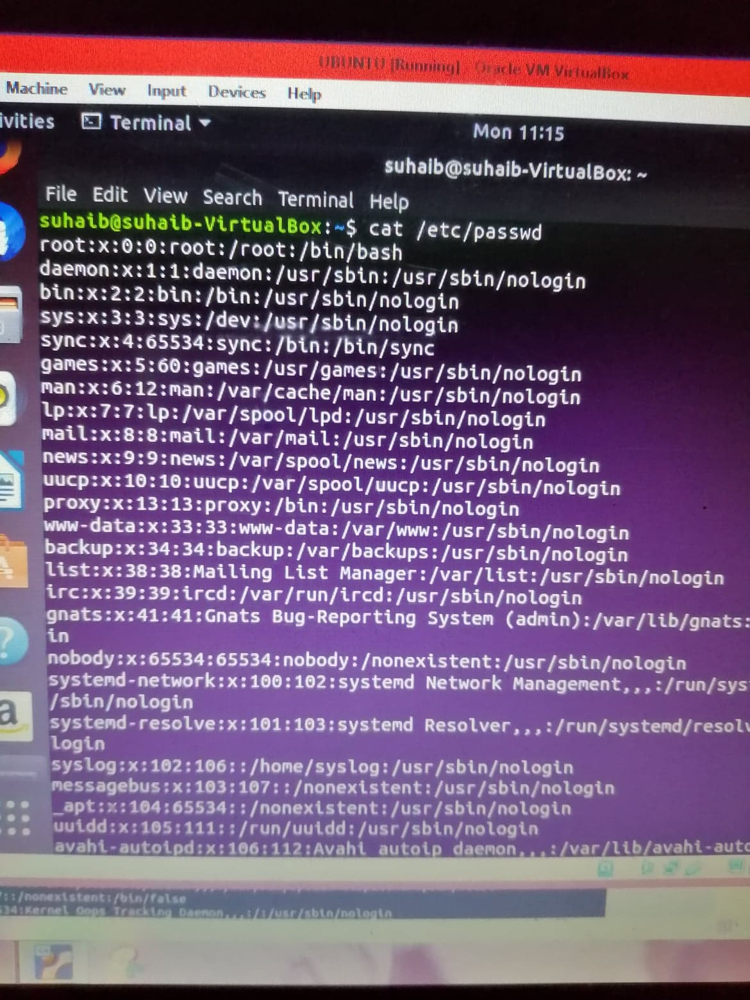 UBUNTU [Running] - Oracle VM VirtualBox
Machine View Input Devices Help
ivities Terminal Mon 11:15
suhaib@suhaib-VirtualBox: ~
File Edit View Search Terminal Help
suhaib@suhaib-VirtualBox:~$ cat /etc/passwd
root:x:0:0:root:/root:/bin/bash
daemon:x:1:1:daemon:/usr/sbin:/usr/sbin/nologin
bin:x:2:2:bin:/bin:/usr/sbin/nologin
sys:x:3:3:sys:/dev:/usr/sbin/nologin
sync:x:4:65534:sync:/bin:/bin/sync
games:x:5:60:games:/usr/games:/usr/sbin/nologin
man:x:6:12:man:/var/cache/man:/usr/sbin/nologin
lp:x:7:7:lp:/var/spool/lpd:/usr/sbin/nologin
mail:x:8:8:mail:/var/mail:/usr/sbin/nologin
news:x:9:9:news:/var/spool/news:/usr/sbin/nologin
uucp:x:10:10:uucp:/var/spool/uucp:/usr/sbin/nologin
proxy:x:13:13:proxy:/bin:/usr/sbin/nologin
www-data:x:33:33:www-data:/var/www:/usr/sbin/nologin
backup:x:34:34:backup:/var/backups:/usr/sbin/nologin
list:x:38:38:Mailing List Manager:/var/list:/usr/sbin/nologin
irc:x:39:39:ircd:/var/run/ircd:/usr/sbin/nologin
gnats:x:41:41:Gnats Bug-Reporting System (admin):/var/lib/gnats:
in
nobody:x:65534:65534:nobody:/nonexistent:/usr/sbin/nologin
systemd-network:x:100:102:systemd Network Management,,,:/run/sys
/sbin/nologin
systemd-resolve:x:101:103:systemd Resolver,,,:/run/systemd/resolv
login
syslog:x:102:106::/home/syslog:/usr/sbin/nologin
messagebus:x:103:107::/nonexistent:/usr/sbin/nologin
_apt:x:104:65534::/nonexistent:/usr/sbin/nologin
uuidd:x:105:111::/run/uuidd:/usr/sbin/nologin
avahi-autoipd:x:106:112:Avahi autoip daemon,,,:/var/lib/avahi-auto
::/nonexistent:/bin/false
534:Kernel Oops Tracking Daemon,,,:/:/usr/sbin/nologin